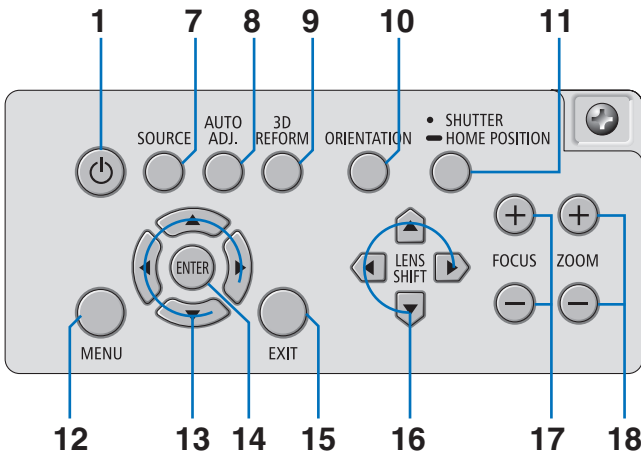 1 7 8 9 10 11
SOURCE
AUTO
ADJ.
3D
REFORM
ORIENTATION
• SHUTTER
━ HOME POSITION
ENTER
LENS
SHIFT
FOCUS
ZOOM
MENU
EXIT
12 13 14 15 16 17 18